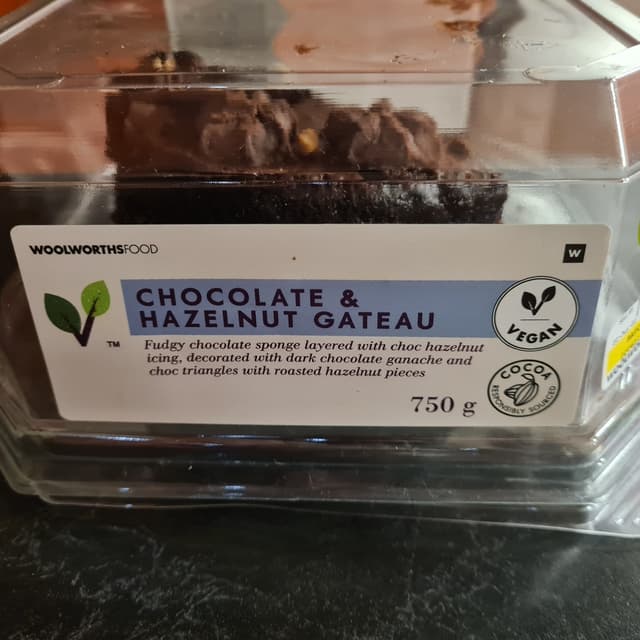 WOOLWORTHSFOOD
W
CHOCOLATE &
HAZELNUT GATEAU
Fudgy chocolate sponge layered with choc hazelnut
icing, decorated with dark chocolate ganache and
choc triangles with roasted hazelnut pieces
TM
VEGAN
COCOA
RESPONSIBLY SOURCED
750 g